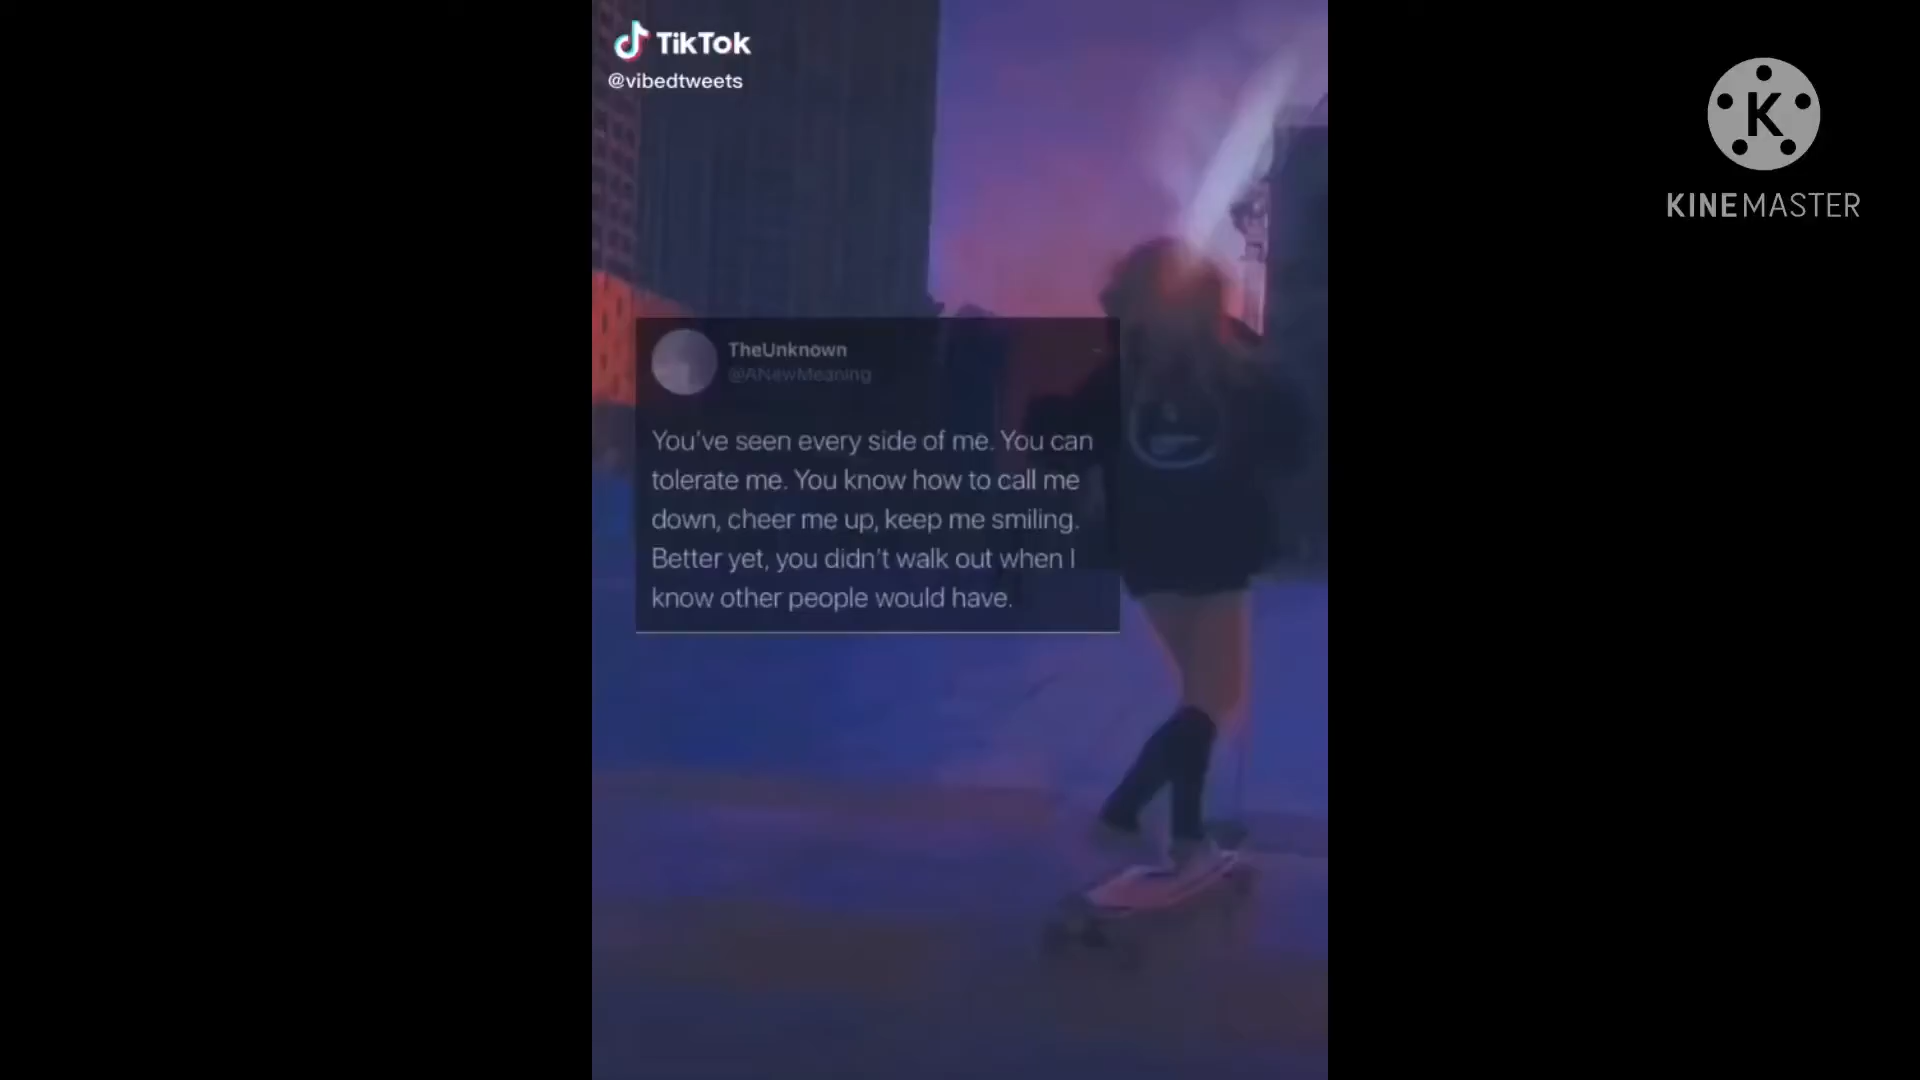 TikTok
@vibedtweets
K
KINEMASTER
TheUnknown
@ANewMeaning
You've seen every side of me. You can
tolerate me. You know how to call me
down, cheer me up, keep me smiling.
Better yet, you didn't walk out when I
know other people would have.